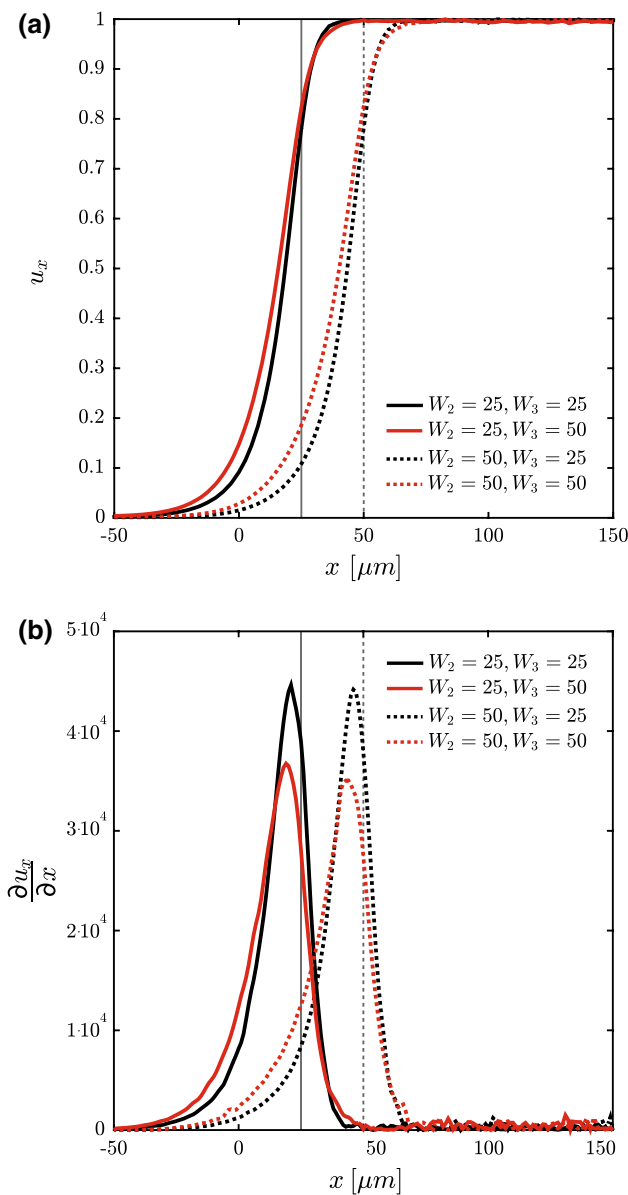 (a)
1
0.9
0.8
0.7
0.6
0.5
0.4
0.3
0.2
0.1
0
u_x
W_2 = 25, W_3 = 25
W_2 = 25, W_3 = 50
W_2 = 50, W_3 = 25
W_2 = 50, W_3 = 50
-50 0 50 100 150
x [μm]
(b)
5·10^4
4·10^4
3·10^4
2·10^4
1·10^4
0
∂u_x
∂x
W_2 = 25, W_3 = 25
W_2 = 25, W_3 = 50
W_2 = 50, W_3 = 25
W_2 = 50, W_3 = 50
-50 0 50 100 150
x [μm]